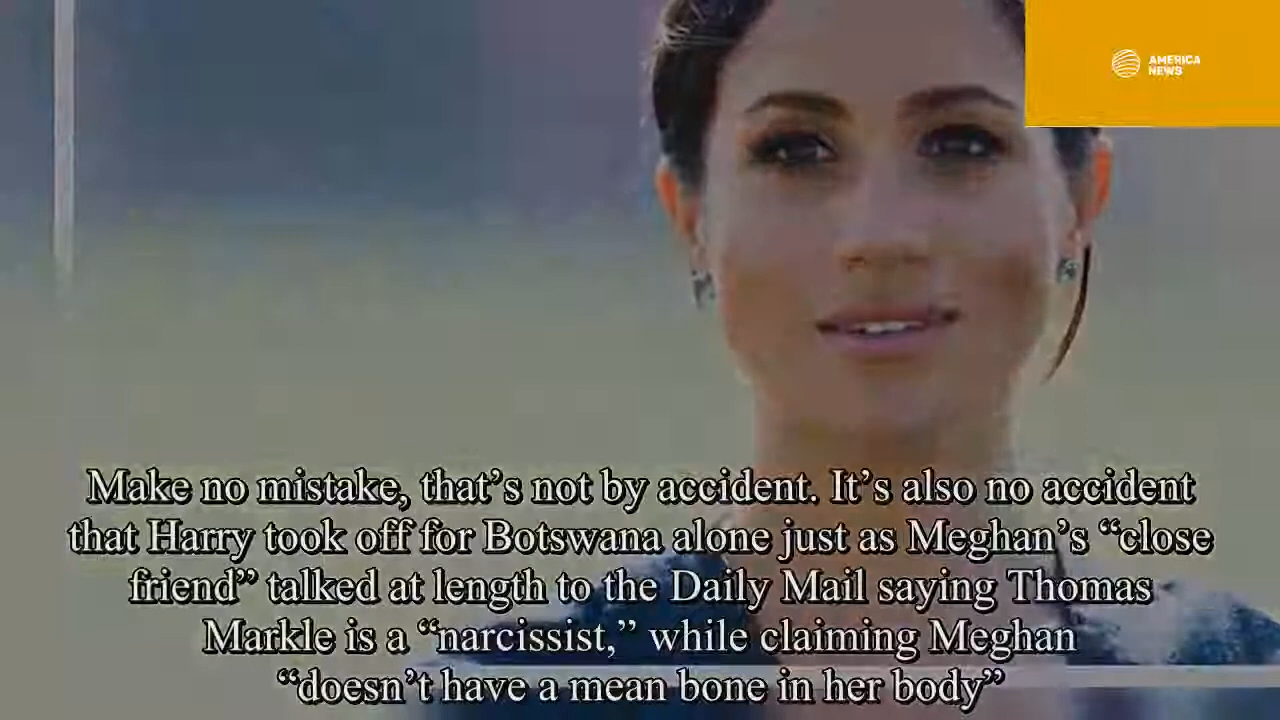 AMERICA
NEWS
Make no mistake, that’s not by accident. It’s also no accident
that Harry took off for Botswana alone just as Meghan’s “close
friend” talked at length to the Daily Mail saying Thomas
Markle is a “narcissist,” while claiming Meghan
“doesn’t have a mean bone in her body”